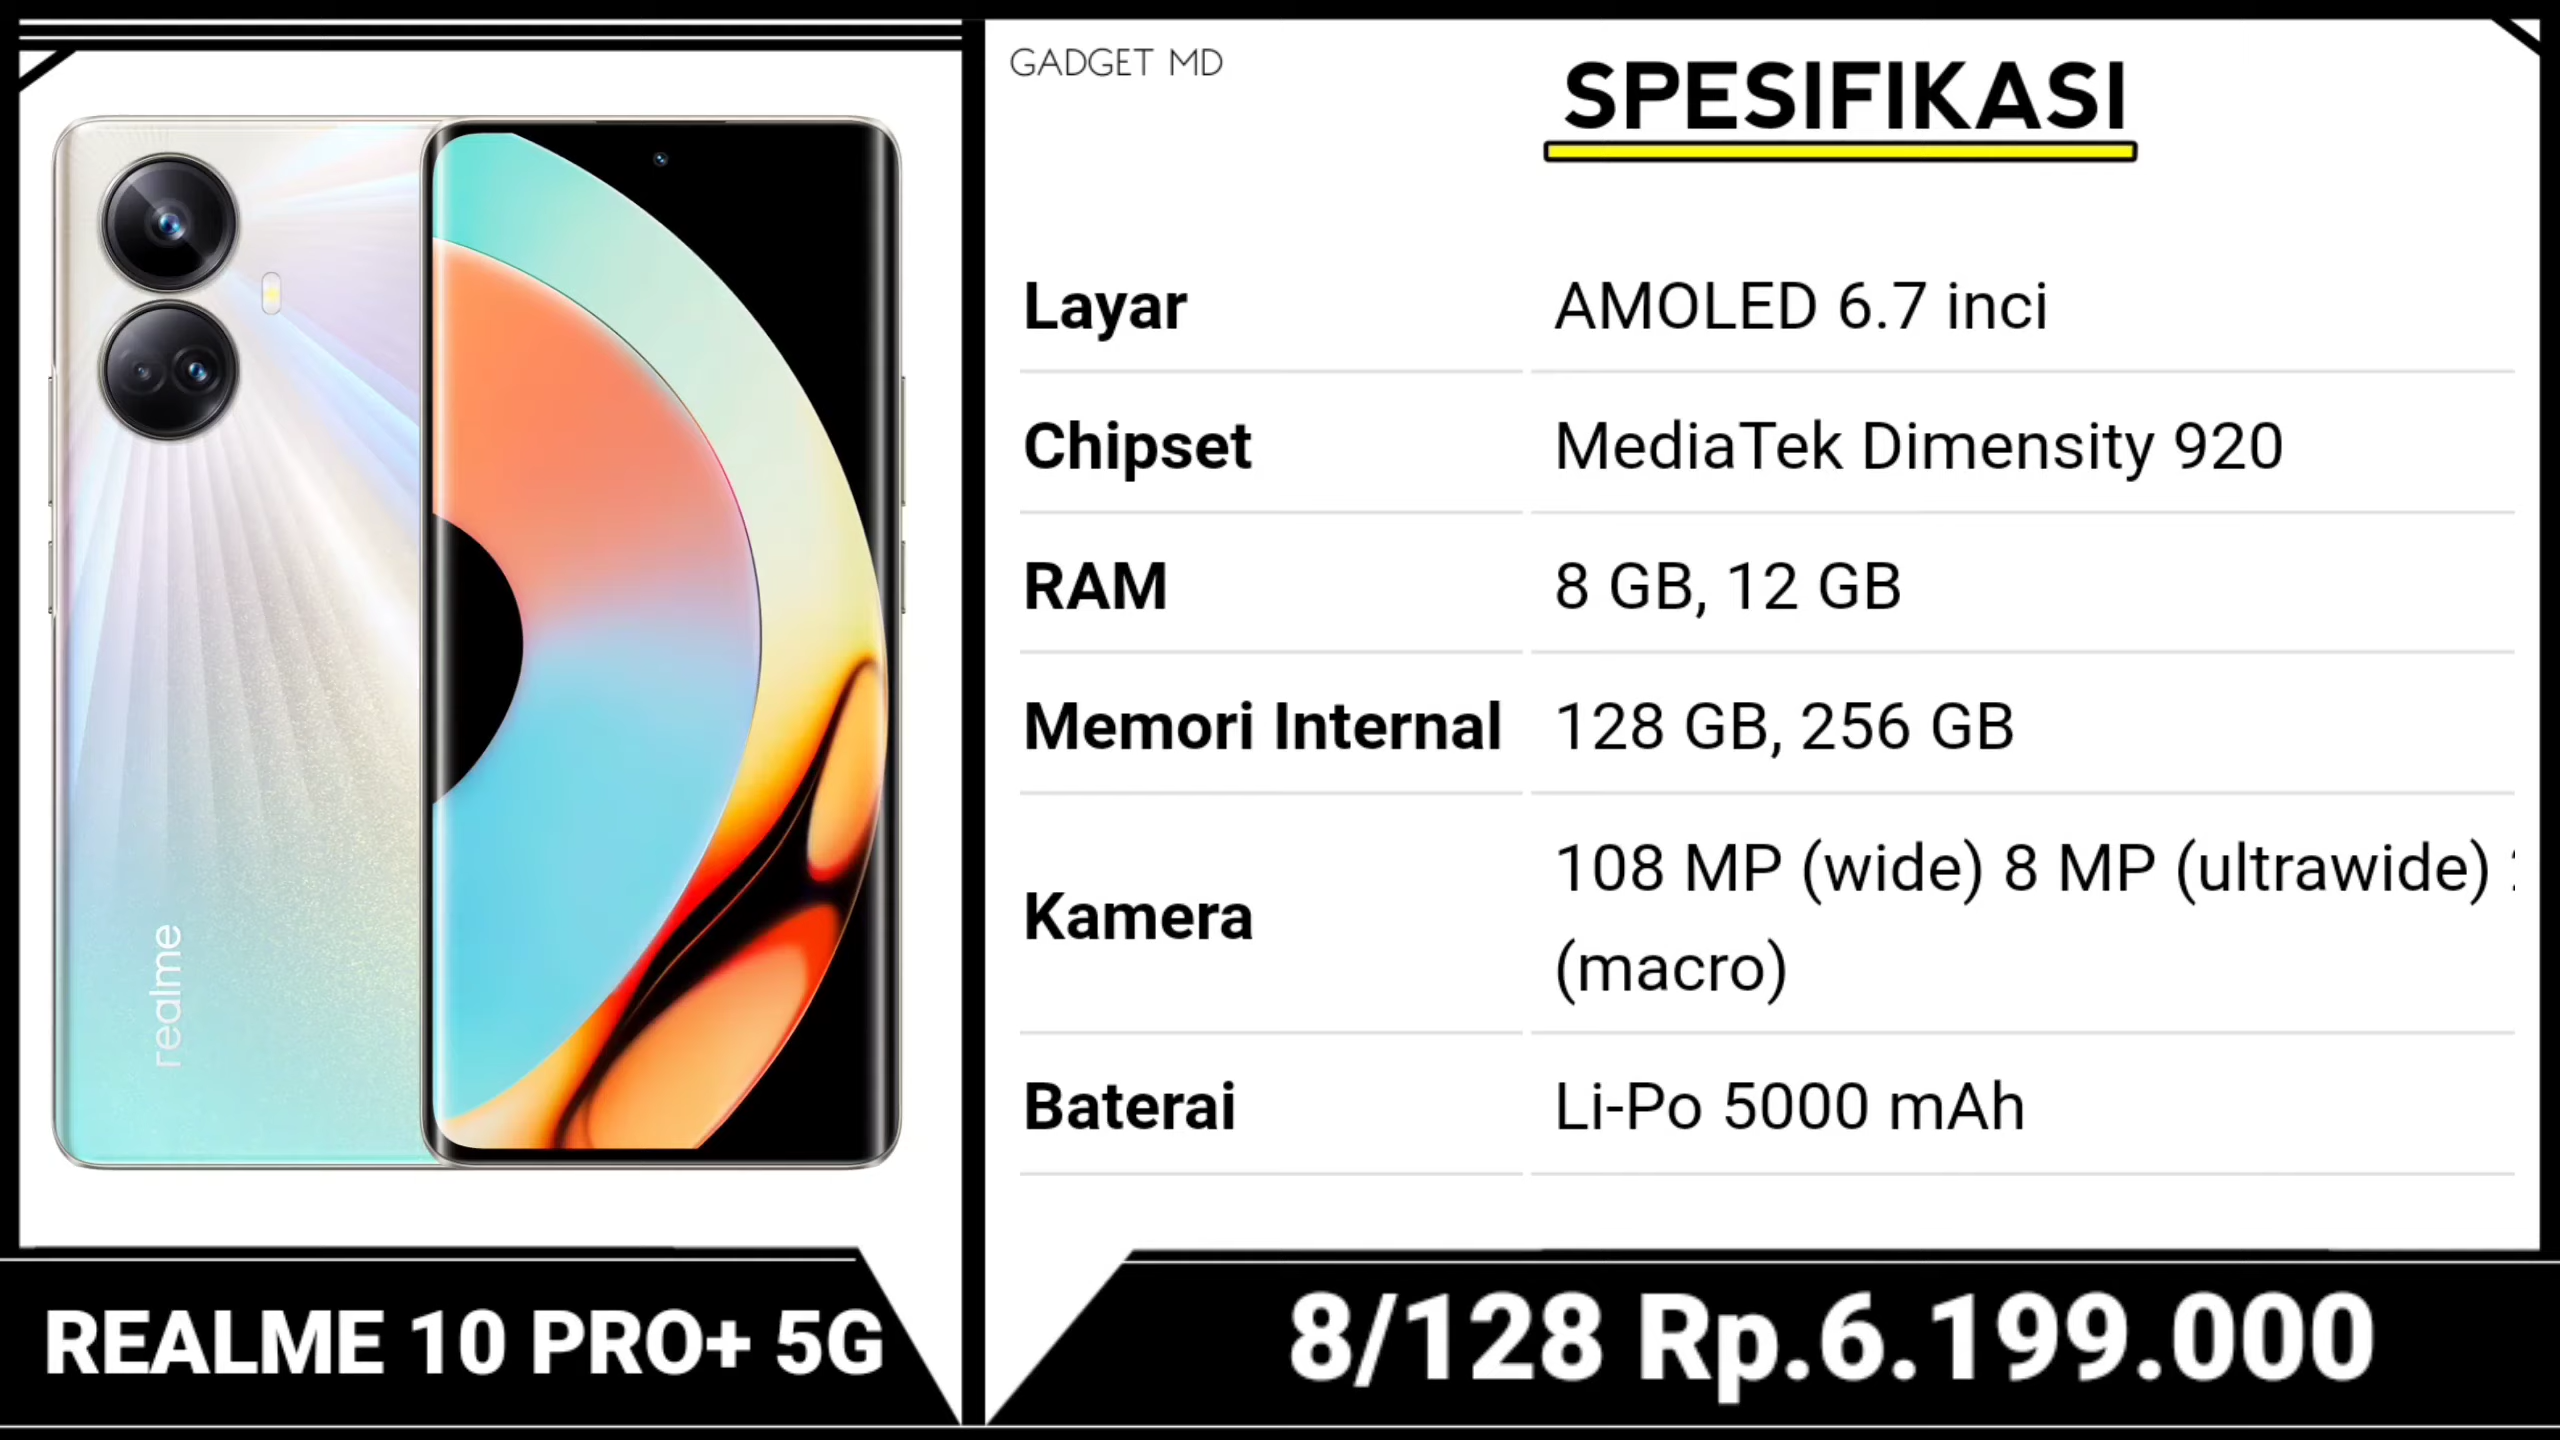 GADGET MD
SPESIFIKASI
Layar AMOLED 6.7 inci
Chipset MediaTek Dimensity 920
RAM 8 GB, 12 GB
Memori Internal 128 GB, 256 GB
Kamera 108 MP (wide) 8 MP (ultrawide)
(macro)
Baterai Li-Po 5000 mAh
realme
REALME 10 PRO+ 5G
8/128 Rp.6.199.000